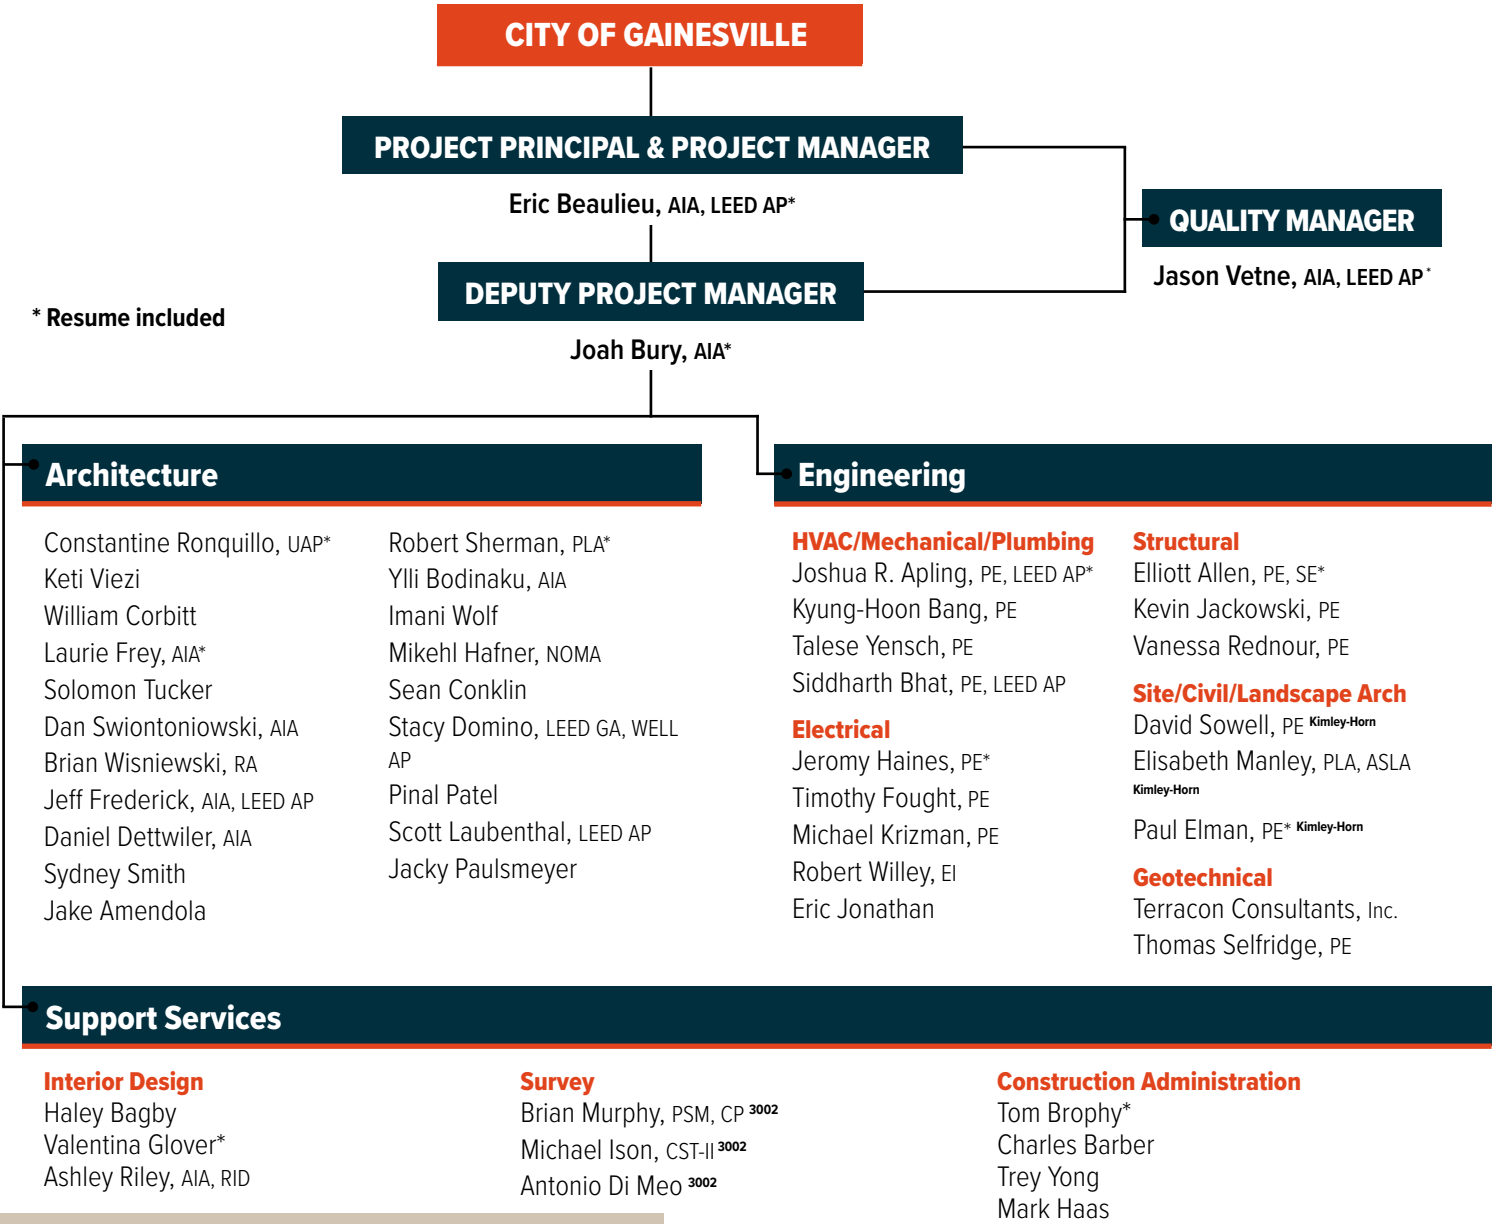 CITY OF GAINESVILLE
PROJECT PRINCIPAL & PROJECT MANAGER
Eric Beaulieu, AIA, LEED AP*
QUALITY MANAGER
Jason Vetne, AIA, LEED AP*
DEPUTY PROJECT MANAGER
Joah Bury, AIA*
* Resume included
Architecture
Constantine Ronquillo, UAP*
Keti Viezi
William Corbitt
Laurie Frey, AIA*
Solomon Tucker
Dan Swiontoniowski, AIA
Brian Wisniewski, RA
Jeff Frederick, AIA, LEED AP
Daniel Dettwiler, AIA
Sydney Smith
Jake Amendola
Robert Sherman, PLA*
Ylli Bodinaku, AIA
Imani Wolf
Mikehl Hafner, NOMA
Sean Conklin
Stacy Domino, LEED GA, WELL
AP
Pinal Patel
Scott Laubenthal, LEED AP
Jacky Paulsmeyer
Engineering
HVAC/Mechanical/Plumbing
Joshua R. Apling, PE, LEED AP*
Kyung-Hoon Bang, PE
Talese Yensch, PE
Siddharth Bhat, PE, LEED AP
Electrical
Jeromy Haines, PE*
Timothy Fought, PE
Michael Krizman, PE
Robert Willey, EI
Eric Jonathan
Structural
Elliott Allen, PE, SE*
Kevin Jackowski, PE
Vanessa Rednour, PE
Site/Civil/Landscape Arch
David Sowell, PE Kimley-Horn
Elisabeth Manley, PLA, ASLA
Kimley-Horn
Paul Elman, PE* Kimley-Horn
Geotechnical
Terracon Consultants, Inc.
Thomas Selfridge, PE
Support Services
Interior Design
Haley Bagby
Valentina Glover*
Ashley Riley, AIA, RID
Survey
Brian Murphy, PSM, CP 3002
Michael Ison, CST-II 3002
Antonio Di Meo 3002
Construction Administration
Tom Brophy*
Charles Barber
Trey Yong
Mark Haas